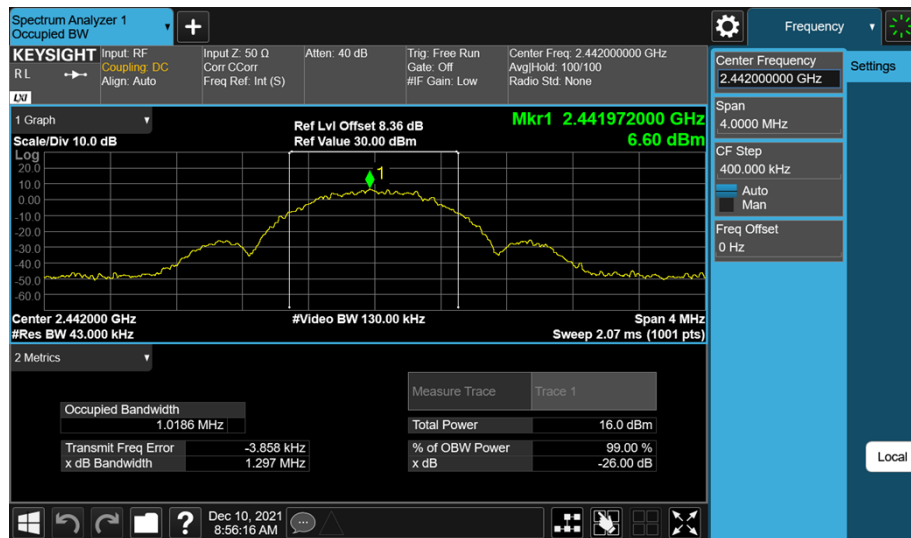 Spectrum Analyzer 1
Occupied BW
Frequency
KEYSIGHT
R L
LXI
Input: RF
Coupling: DC
Align: Auto
Input Z: 50 Ω
Corr CCorr
Freq Ref: Int (S)
Atten: 40 dB
Trig: Free Run
Gate: Off
#IF Gain: Low
Center Freq: 2.442000000 GHz
Avg|Hold: 100/100
Radio Std: None
Center Frequency
2.442000000 GHz
Settings
Span
4.0000 MHz
CF Step
400.000 kHz
Auto
Man
Freq Offset
0 Hz
Local
1 Graph
Scale/Div 10.0 dB
Ref Lvl Offset 8.36 dB
Ref Value 30.00 dBm
Mkr1 2.441972000 GHz
6.60 dBm
Log
20.0
10.0
0.00
-10.0
-20.0
-30.0
-40.0
-50.0
-60.0
1
Center 2.442000 GHz
#Res BW 43.000 kHz
#Video BW 130.00 kHz
Span 4 MHz
Sweep 2.07 ms (1001 pts)
2 Metrics
Measure Trace Trace 1
Occupied Bandwidth
1.0186 MHz
Total Power 16.0 dBm
Transmit Freq Error -3.858 kHz
% of OBW Power 99.00 %
x dB Bandwidth 1.297 MHz
x dB -26.00 dB
?
Dec 10, 2021
8:56:16 AM